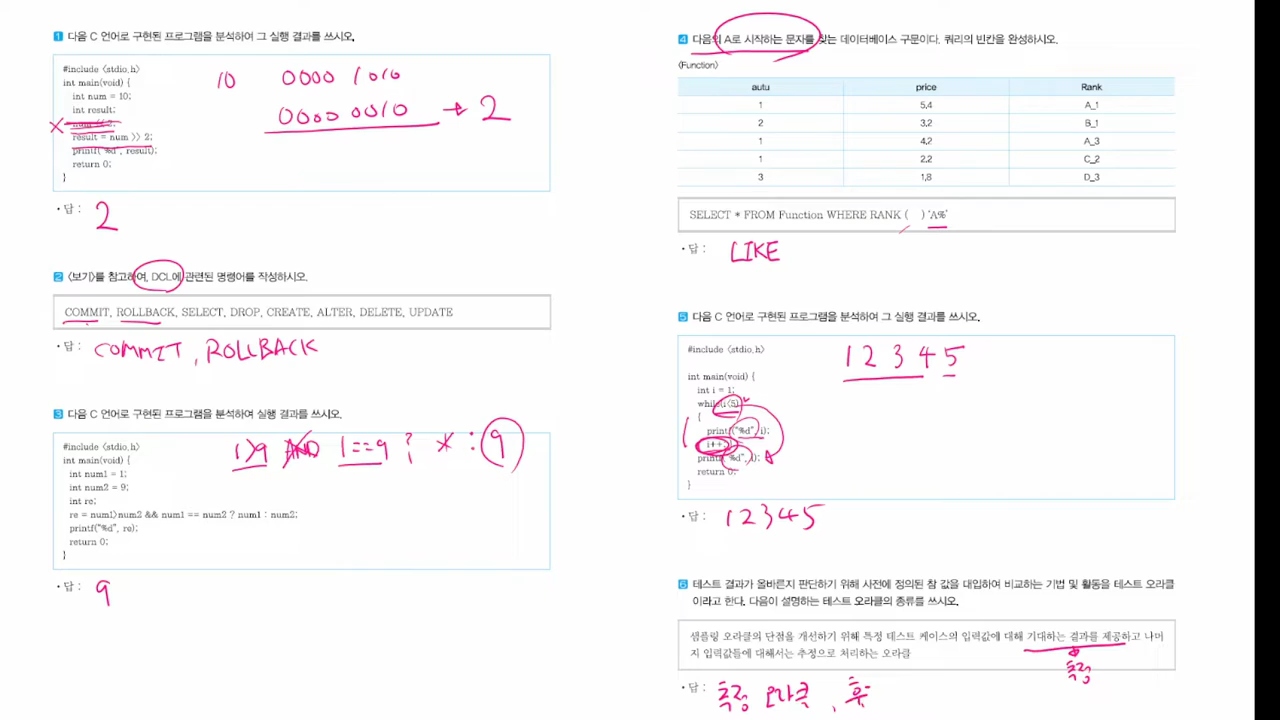 1 다음 C 언어로 구현된 프로그램을 분석하여 그 실행 결과를 쓰시오.
#include <stdio.h>
int main(void) {
int num = 10;
int result;
num << 2;
result = num >> 2;
printf("%d", result);
return 0;
}
10 0000 1010
0000 0010 → 2
• 답 : 2
2 <보기>를 참고하여, DCL에 관련된 명령어를 작성하시오.
COMMIT, ROLLBACK, SELECT, DROP, CREATE, ALTER, DELETE, UPDATE
• 답 : COMMIT, ROLLBACK
3 다음 C 언어로 구현된 프로그램을 분석하여 실행 결과를 쓰시오.
#include <stdio.h>
int main(void) {
int num1 = 1;
int num2 = 9;
int re;
re = num1>num2 && num1 == num2 ? num1 : num2;
printf("%d", re);
return 0;
}
1>9 AND 1==9 ? * : 9
• 답 : 9
4 다음의 A로 시작하는 문자를 찾는 데이터베이스 구문이다. 쿼리의 빈칸을 완성하시오.
(Function)
autu price Rank
1 5,4 A_1
2 3,2 B_1
1 4,2 A_3
1 2,2 C_2
3 1,8 D_3
SELECT * FROM Function WHERE RANK ( ) 'A%'
• 답 : LIKE
5 다음 C 언어로 구현된 프로그램을 분석하여 그 실행 결과를 쓰시오.
#include <stdio.h>
int main(void) {
int i = 1;
while(i<5)
{
printf("%d", i);
i++; }
printf("%d", i);
return 0;
}
1 2 3 4 5
• 답 : 12345
6 테스트 결과가 올바른지 판단하기 위해 사전에 정의된 참 값을 대입하여 비교하는 기법 및 활동을 테스트 오라클
이라고 한다. 다음이 설명하는 테스트 오라클의 종류를 쓰시오.
샘플링 오라클의 단점을 개선하기 위해 특정 테스트 케이스의 입력값에 대해 기대하는 결과를 제공하고 나머
지 입력값들에 대해서는 추정으로 처리하는 오라클
추정
• 답 : 추정 오라클,